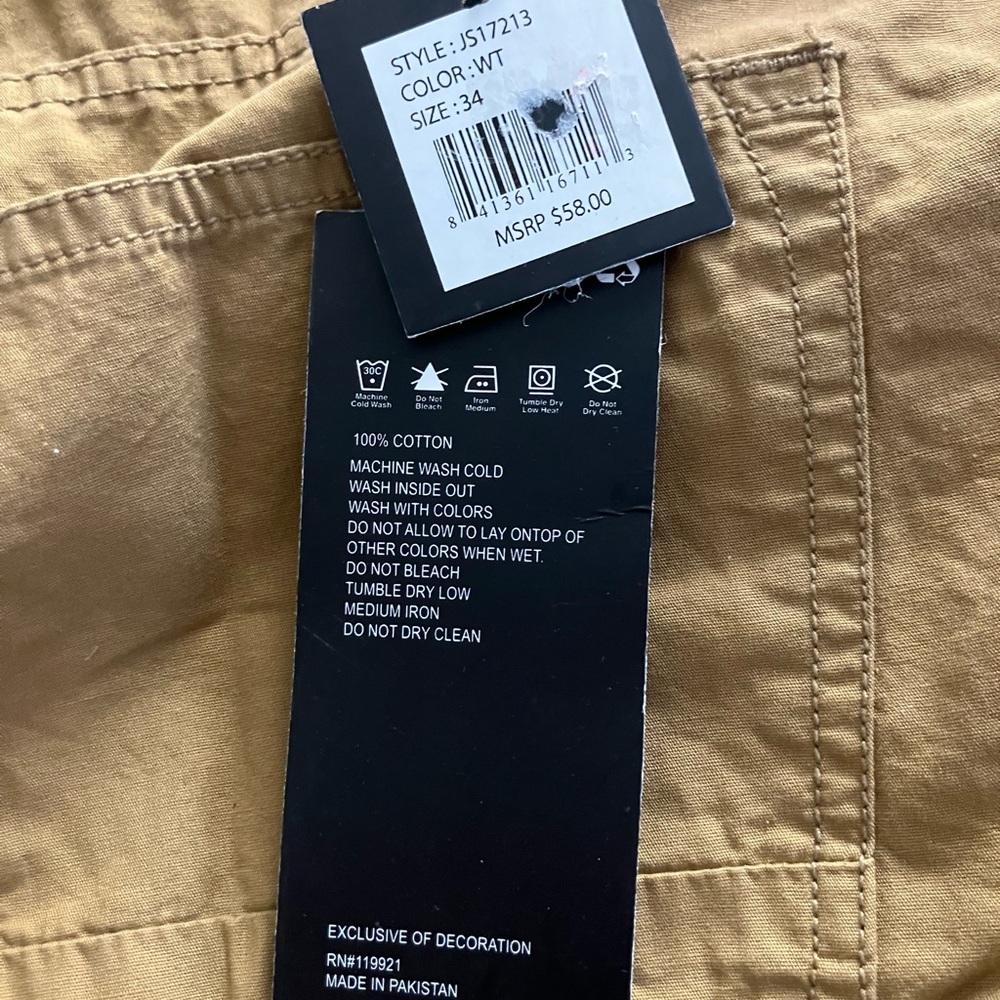 STYLE : JS17213
COLOR : WT
SIZE : 34
8 41361 16711 3
MSRP $58.00
30C
Machine Cold Wash
Do Not Bleach
Iron Medium
Tumble Dry Low Heat
Do Not Dry Clean
100% COTTON
MACHINE WASH COLD
WASH INSIDE OUT
WASH WITH COLORS
DO NOT ALLOW TO LAY ONTOP OF
OTHER COLORS WHEN WET.
DO NOT BLEACH
TUMBLE DRY LOW
MEDIUM IRON
DO NOT DRY CLEAN
EXCLUSIVE OF DECORATION
RN#119921
MADE IN PAKISTAN